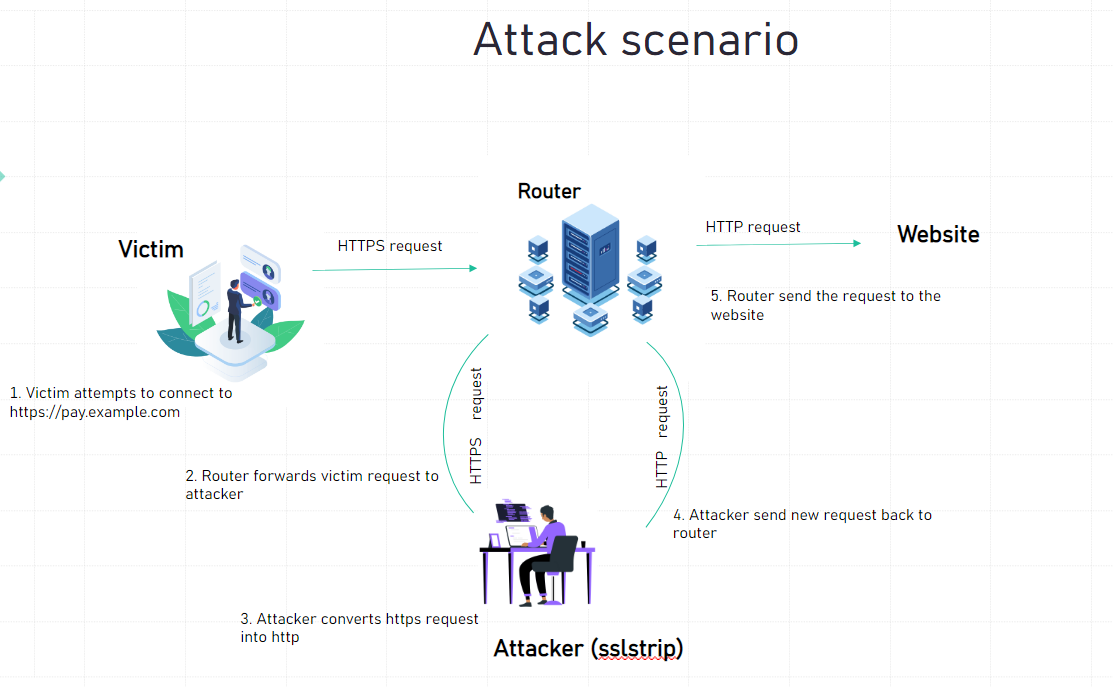 Attack scenario
Router
Victim
HTTPS request
HTTP request
Website
5. Router send the request to the
website
1. Victim attempts to connect to
https://pay.example.com
HTTPS request
HTTP request
2. Router forwards victim request to
attacker
4. Attacker send new request back to
router
3. Attacker converts https request
into http
Attacker (sslstrip)